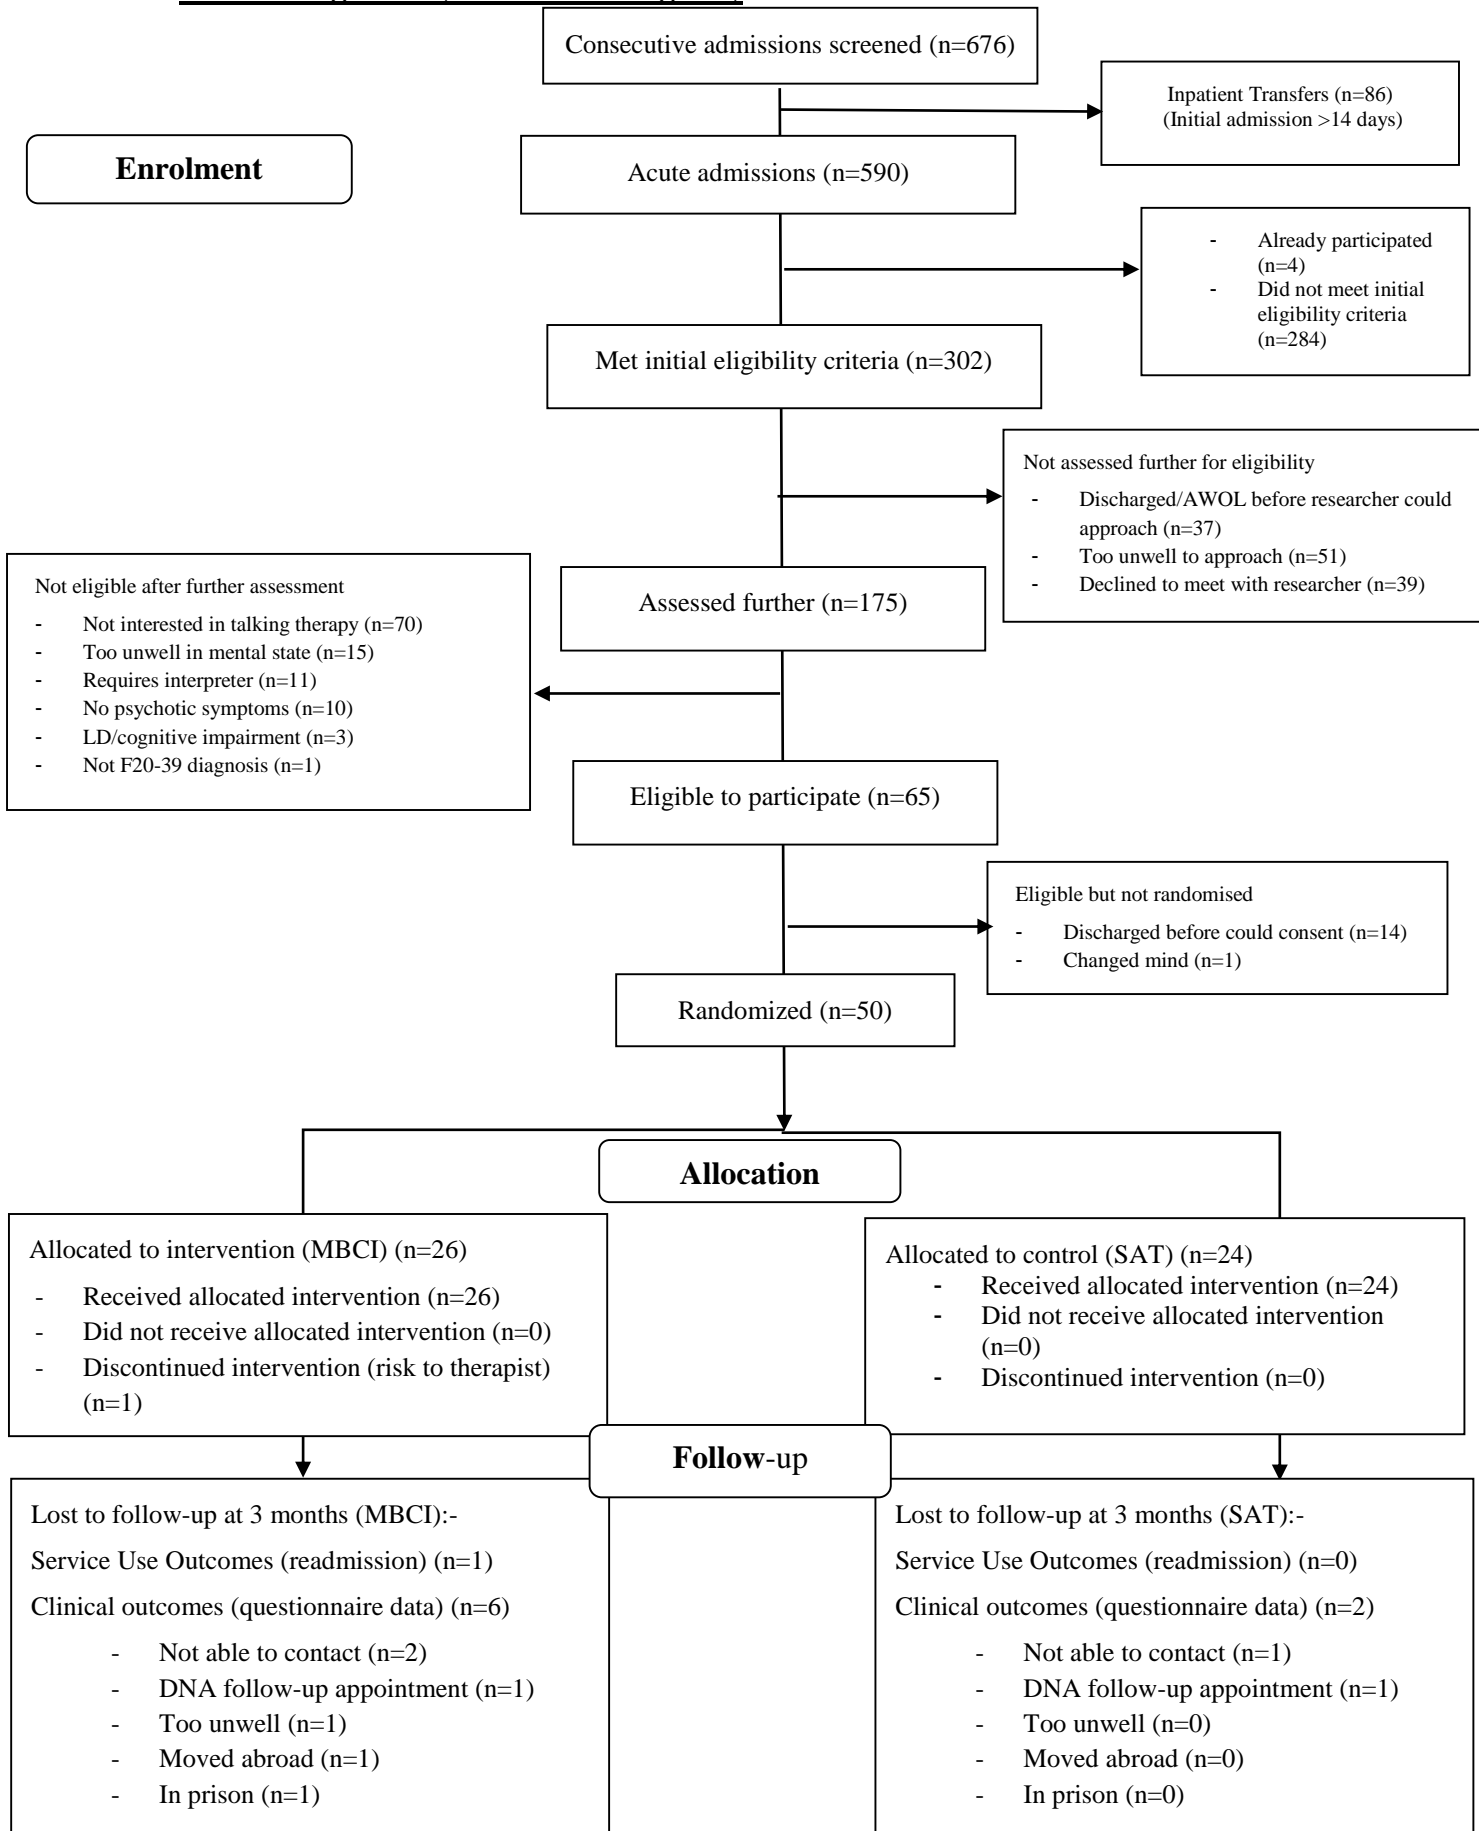 Consecutive admissions screened (n=676)
Inpatient Transfers (n=86)
(Initial admission >14 days)
Enrolment
Acute admissions (n=590)
- Already participated
(n=4)
- Did not meet initial
eligibility criteria
(n=284)
Met initial eligibility criteria (n=302)
Not assessed further for eligibility
- Discharged/AWOL before researcher could
approach (n=37)
- Too unwell to approach (n=51)
- Declined to meet with researcher (n=39)
Assessed further (n=175)
Not eligible after further assessment
- Not interested in talking therapy (n=70)
- Too unwell in mental state (n=15)
- Requires interpreter (n=11)
- No psychotic symptoms (n=10)
- LD/cognitive impairment (n=3)
- Not F20-39 diagnosis (n=1)
Eligible to participate (n=65)
Eligible but not randomised
- Discharged before could consent (n=14)
- Changed mind (n=1)
Randomized (n=50)
Allocation
Allocated to intervention (MBCI) (n=26)
- Received allocated intervention (n=26)
- Did not receive allocated intervention (n=0)
- Discontinued intervention (risk to therapist)
(n=1)
Allocated to control (SAT) (n=24)
- Received allocated intervention (n=24)
- Did not receive allocated intervention
(n=0)
- Discontinued intervention (n=0)
Follow-up
Lost to follow-up at 3 months (MBCI):-
Service Use Outcomes (readmission) (n=1)
Clinical outcomes (questionnaire data) (n=6)
- Not able to contact (n=2)
- DNA follow-up appointment (n=1)
- Too unwell (n=1)
- Moved abroad (n=1)
- In prison (n=1)
Lost to follow-up at 3 months (SAT):-
Service Use Outcomes (readmission) (n=0)
Clinical outcomes (questionnaire data) (n=2)
- Not able to contact (n=1)
- DNA follow-up appointment (n=1)
- Too unwell (n=0)
- Moved abroad (n=0)
- In prison (n=0)